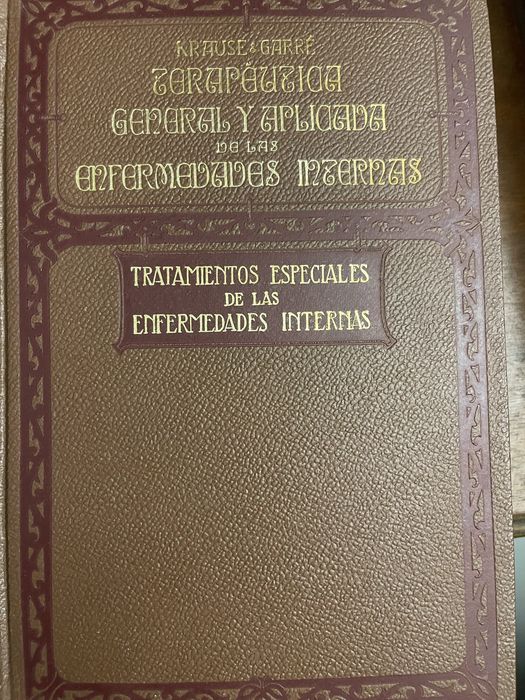 KRAUSE & GARRÉ
TERAPÉUTICA
GENERAL Y APLICADA
DE LAS
ENFERMEDADES INTERNAS
TRATAMIENTOS ESPECIALES
DE LAS
ENFERMEDADES INTERNAS